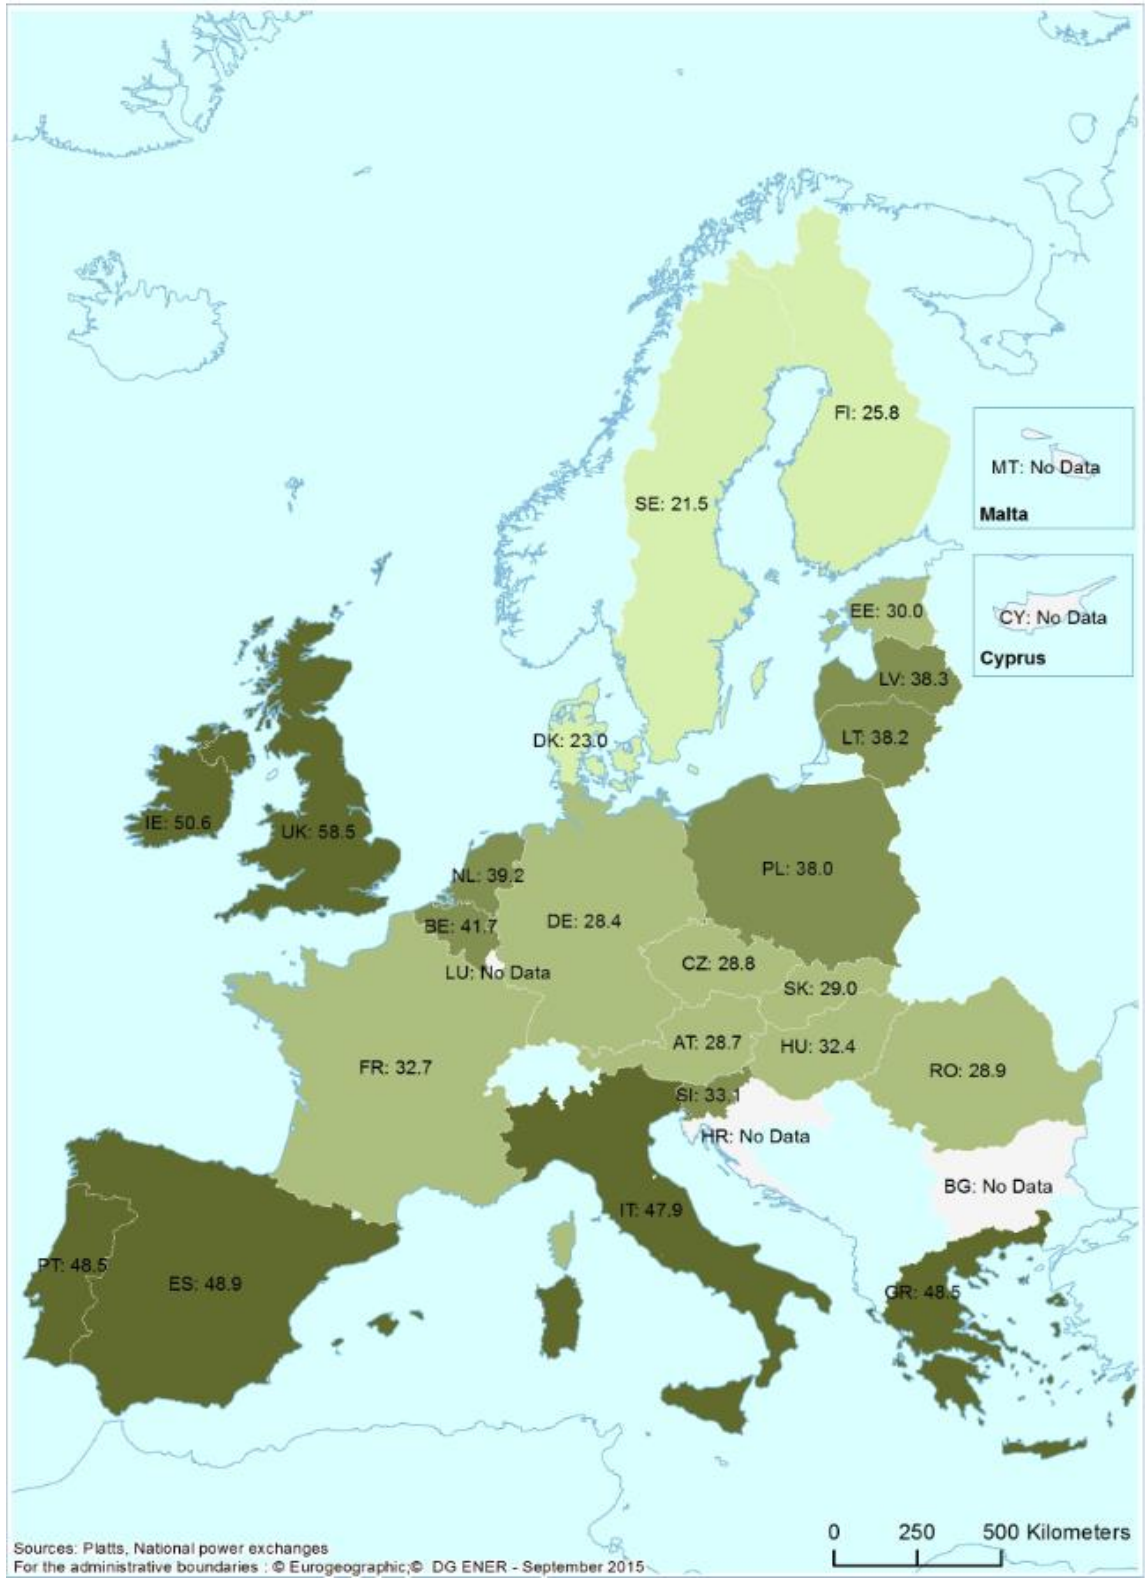 FI: 25.8
MT: No Data
SE: 21.5
Malta
EE: 30.0
CY: No Data
Cyprus
LV: 38.3
LT: 38.2
DK: 23.0
IE: 50.6
UK: 58.5
PL: 38.0
NL: 39.2
BE: 41.7
DE: 28.4
CZ: 28.8
LU: No Data
SK: 29.0
AT: 28.7
HU: 32.4
FR: 32.7
RO: 28.9
SI: 33.1
HR: No Data
BG: No Data
IT: 47.9
PT: 48.5
ES: 48.9
GR: 48.5
0 250 500 Kilometers
Sources: Platts, National power exchanges
For the administrative boundaries : © Eurogeographic,© DG ENER - September 2015